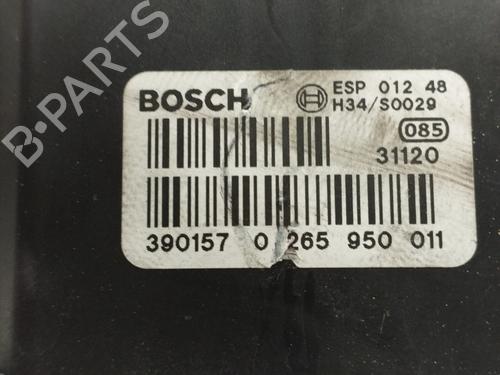 B-PARTS
BOSCH
ESP 012 48
H34/S0029
085
31120
390157 0 265 950 011